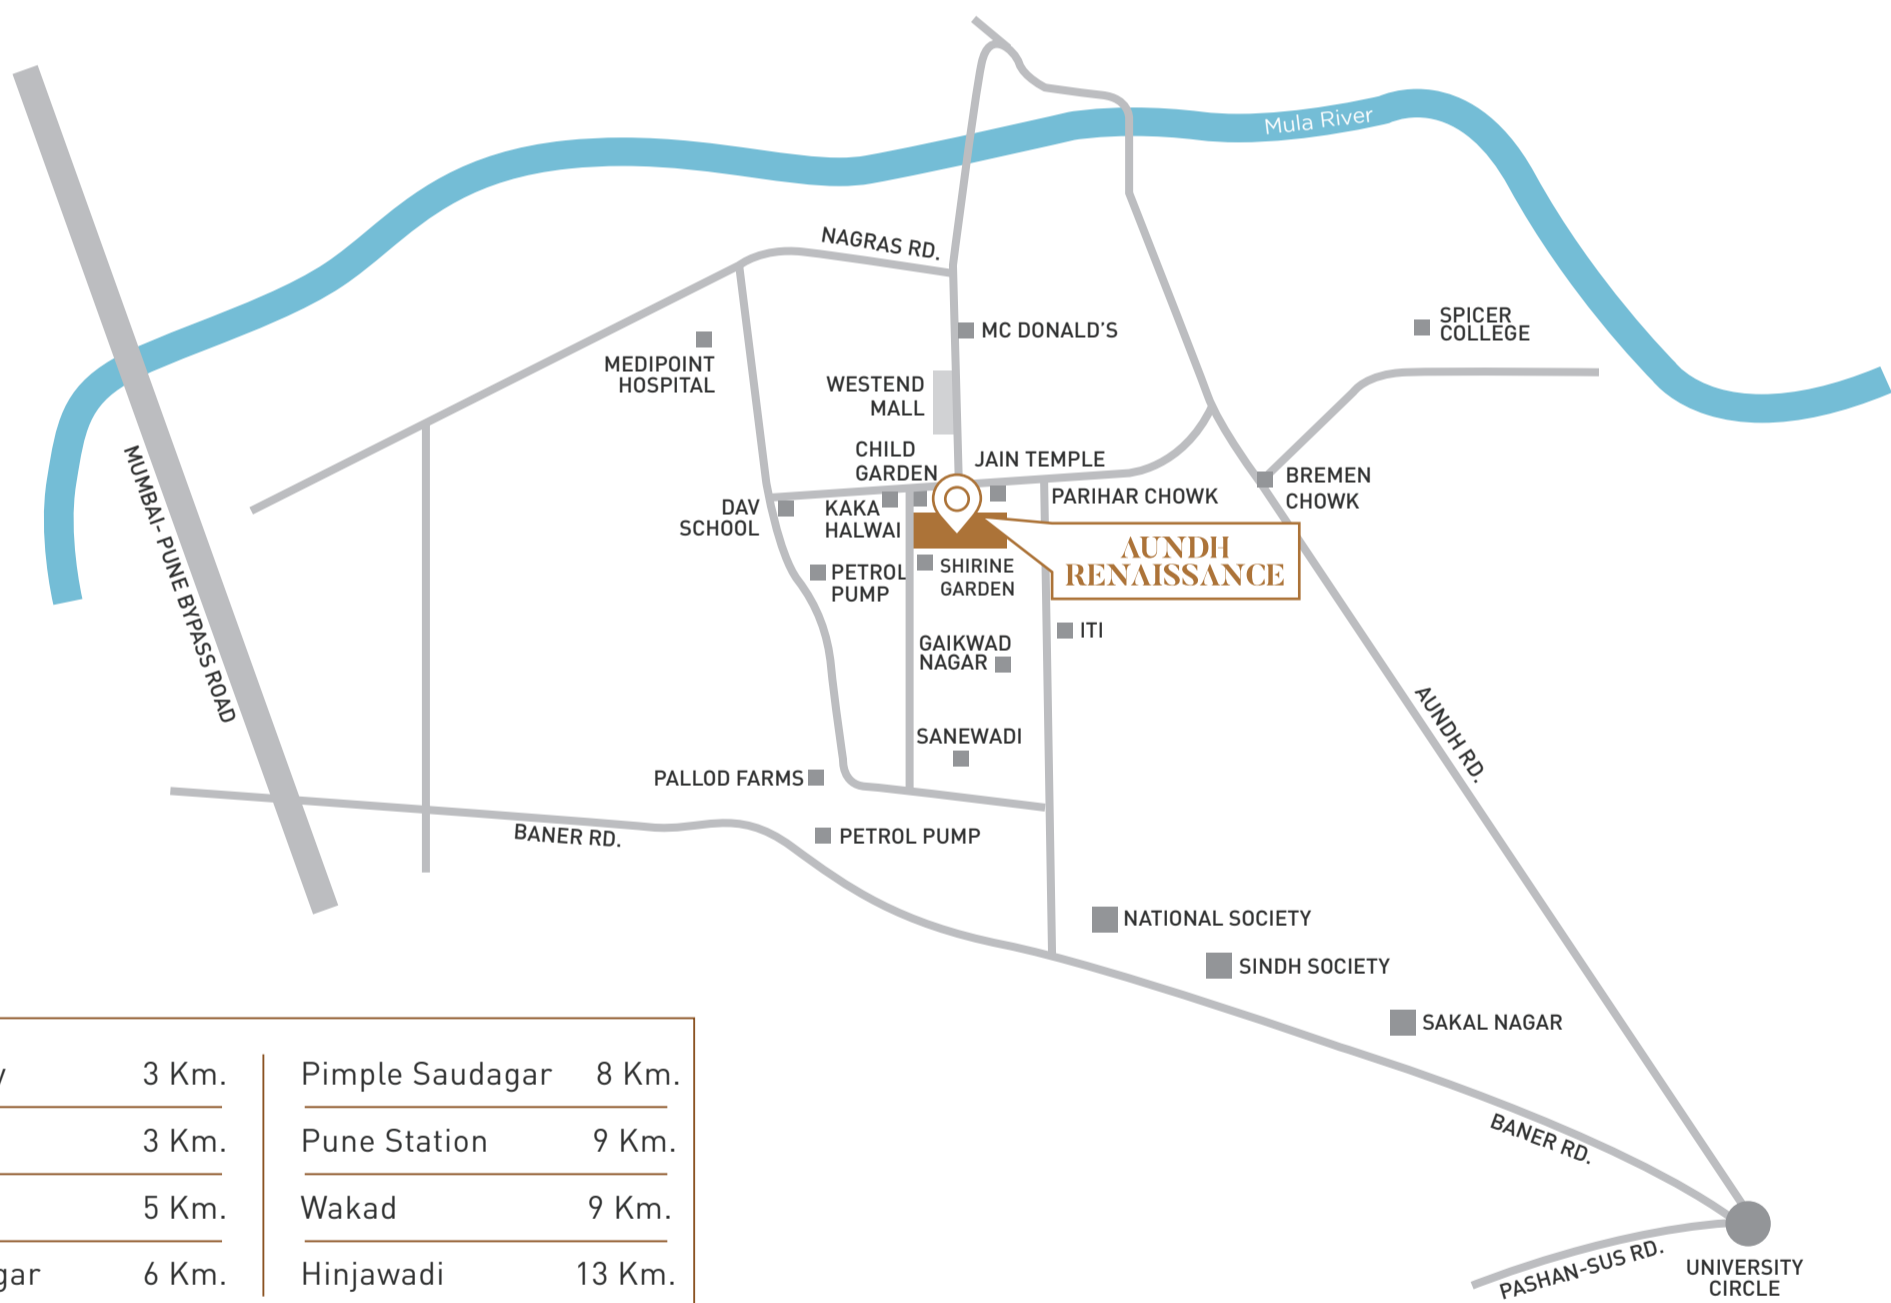 Mula River
NAGRAS RD.
MC DONALD'S
SPICER
COLLEGE
MEDIPOINT
HOSPITAL
WESTEND
MALL
CHILD
GARDEN
JAIN TEMPLE
PARIHAR CHOWK
BREMEN
CHOWK
DAV
SCHOOL
KAKA
HALWAI
AUNDH
RENAISSANCE
PETROL
PUMP
SHIRINE
GARDEN
MUMBAI-PUNE BYPASS ROAD
ITI
GAIKWAD
NAGAR
SANEWADI
AUNDH RD.
PALLOD FARMS
BANER RD.
PETROL PUMP
NATIONAL SOCIETY
SINDH SOCIETY
SAKAL NAGAR
BANER RD.
PASHAN-SUS RD.
UNIVERSITY
CIRCLE
3 Km.
3 Km.
5 Km.
gar 6 Km.
Pimple Saudagar 8 Km.
Pune Station 9 Km.
Wakad 9 Km.
Hinjawadi 13 Km.